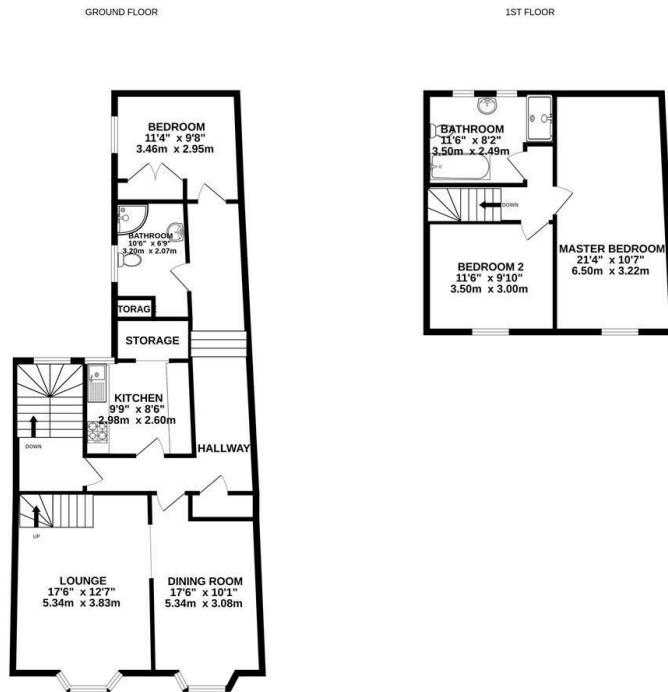 GROUND FLOOR
1ST FLOOR
BEDROOM
11'4" x 9'8"
3.46m x 2.95m
BATHROOM
10'6" x 6'9"
3.20m x 2.07m
TORAGE
STORAGE
KITCHEN
9'9" x 8'6"
2.98m x 2.60m
HALLWAY
DOWN
UP
LOUNGE
17'6" x 12'7"
5.34m x 3.83m
DINING ROOM
17'6" x 10'1"
5.34m x 3.08m
BATHROOM
11'6" x 8'2"
3.50m x 2.49m
DOWN
BEDROOM 2
11'6" x 9'10"
3.50m x 3.00m
MASTER BEDROOM
21'4" x 10'7"
6.50m x 3.22m